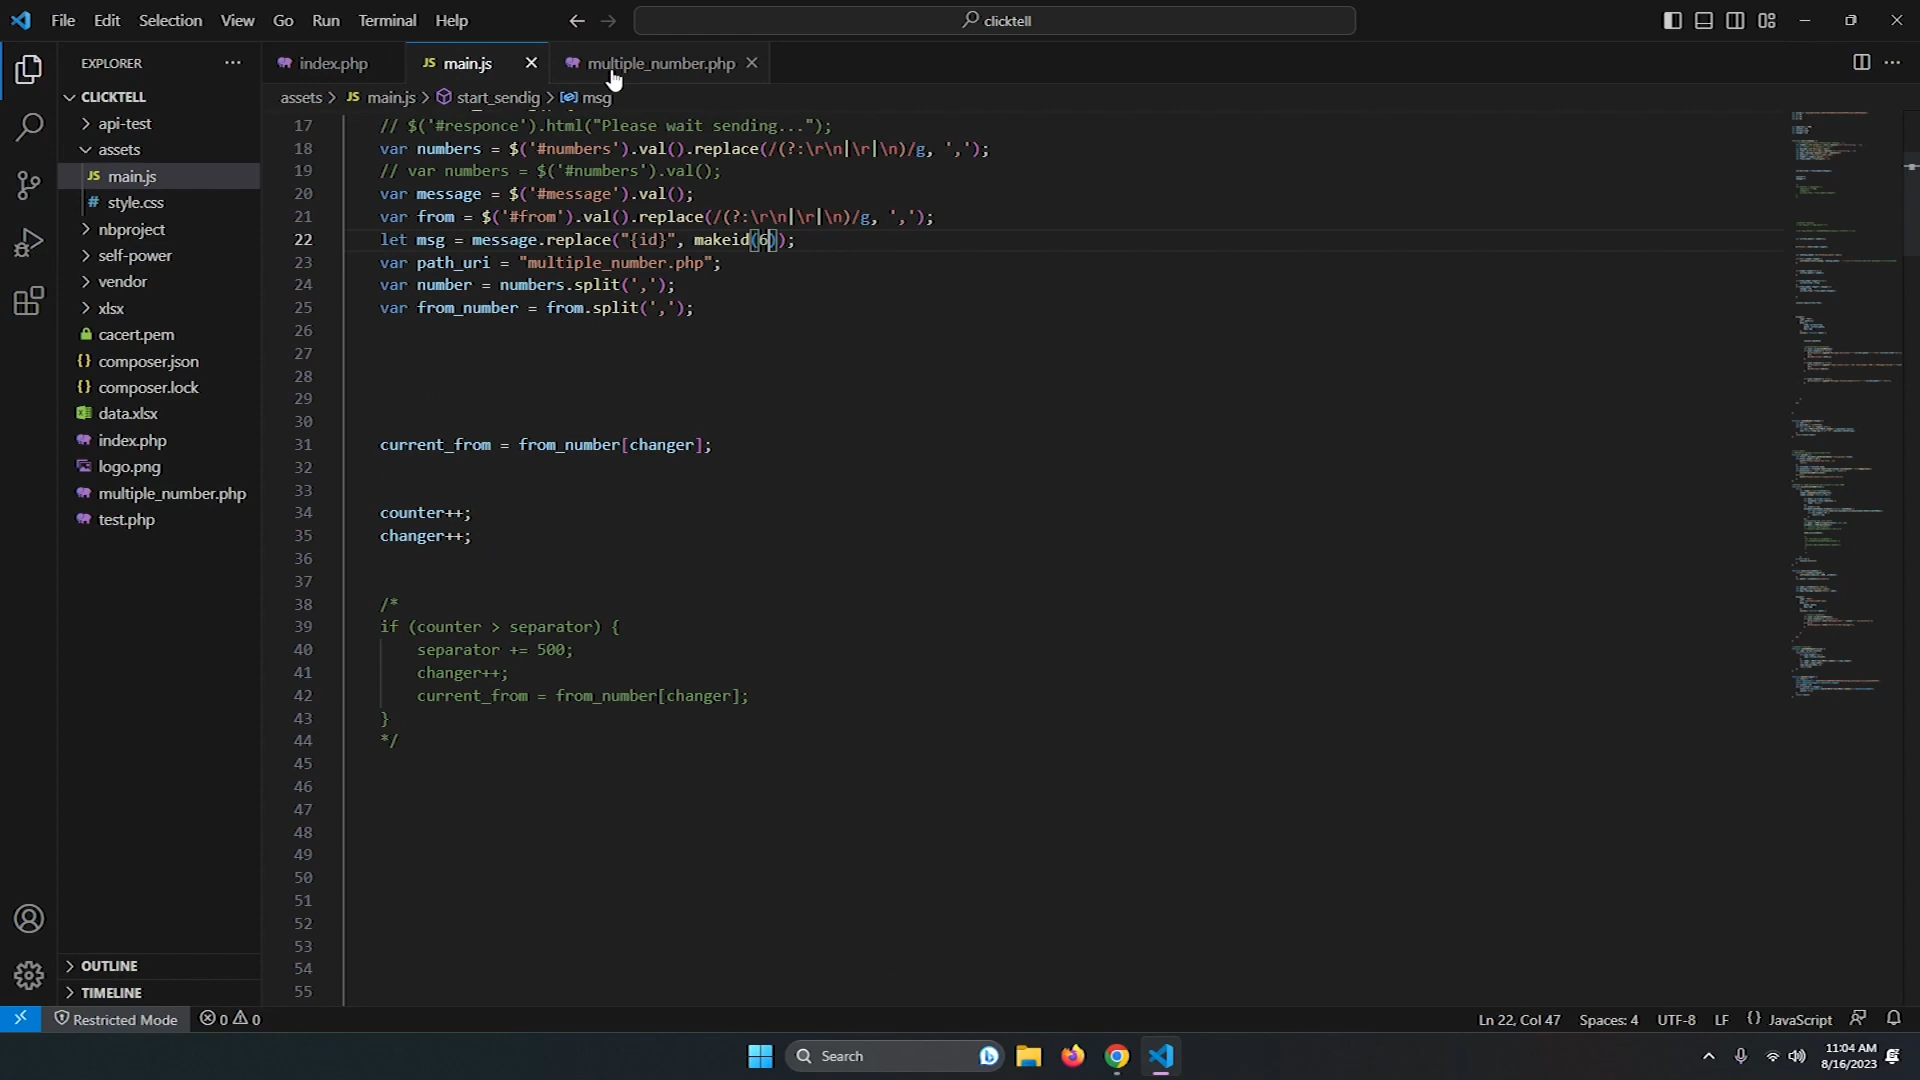 File Edit Selection View Go Run Terminal Help
clicktell
EXPLORER
CLICKTELL
api-test
assets
JS main.js
# style.css
nbproject
self-power
vendor
xlsx
cacert.pem
{} composer.json
{} composer.lock
data.xlsx
index.php
logo.png
multiple_number.php
test.php
OUTLINE
TIMELINE
index.php
JS main.js
multiple_number.php
assets > JS main.js > start_sendig > msg
17 // $('#responce').html("Please wait sending...");
18 var numbers = $('#numbers').val().replace(/(?:\r\n|\r|\n)/g, ',');
19 // var numbers = $('#numbers').val();
20 var message = $('#message').val();
21 var from = $('#from').val().replace(/(?:\r\n|\r|\n)/g, ',');
22 let msg = message.replace("{id}", makeid(6));
23 var path_uri = "multiple_number.php";
24 var number = numbers.split(',');
25 var from_number = from.split(',');
26
27
28
29
30
31 current_from = from_number[changer];
32
33
34 counter++;
35 changer++;
36
37
38 /*
39 if (counter > separator) {
40 separator += 500;
41 changer++;
42 current_from = from_number[changer];
43 }
44 */
45
46
47
48
49
50
51
52
53
54
55
Restricted Mode 0 0
Ln 22, Col 47 Spaces: 4 UTF-8 LF {} JavaScript
Search
11:04 AM
8/16/2023